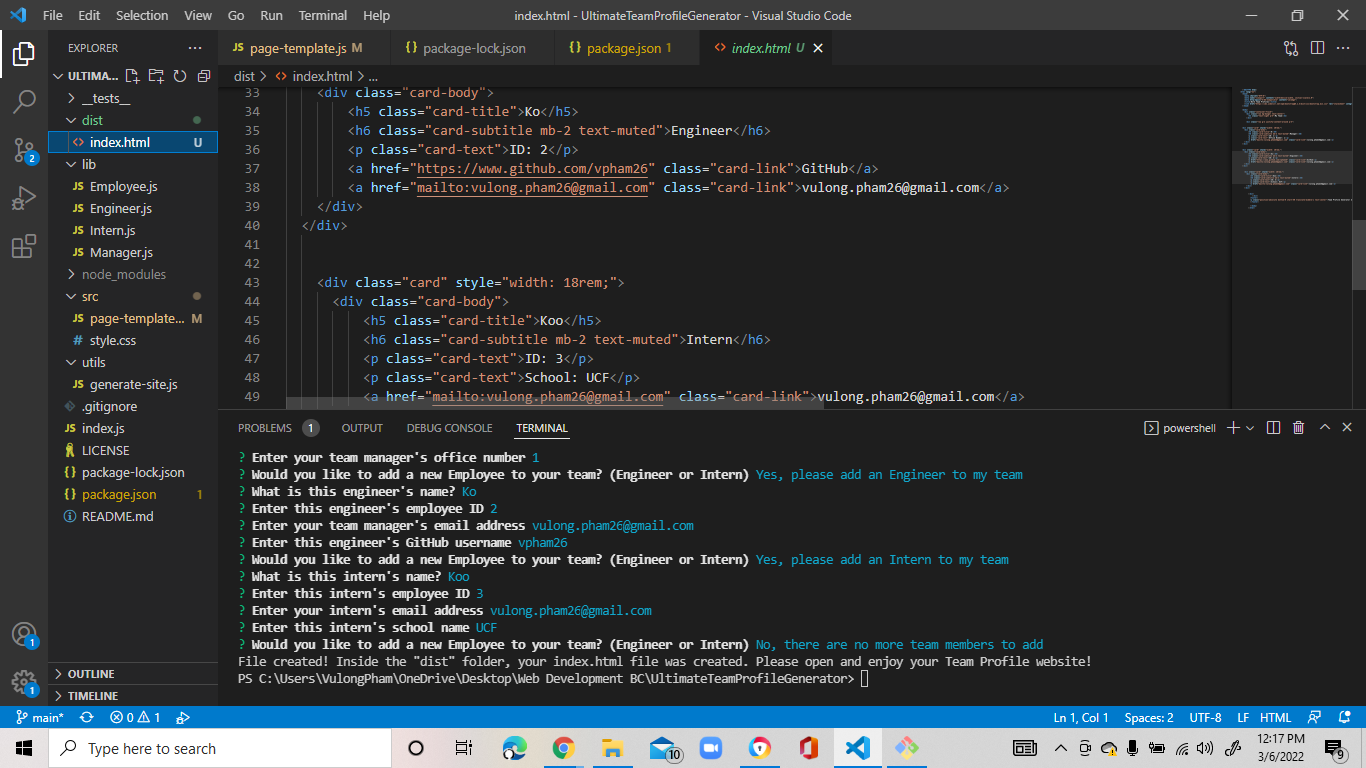 File Edit Selection View Go Run Terminal Help
index.html - UltimateTeamProfileGenerator - Visual Studio Code
EXPLORER
page-template.js M
package-lock.json
package.json 1
index.html U
ULTIMA...
__tests__
dist
index.html U
lib
Employee.js
Engineer.js
Intern.js
Manager.js
node_modules
src
page-template... M
style.css
utils
generate-site.js
.gitignore
index.js
LICENSE
package-lock.json
package.json 1
README.md
OUTLINE
TIMELINE
2
1
1
dist > index.html > ...
33 <div class="card-body">
34 <h5 class="card-title">Ko</h5>
35 <h6 class="card-subtitle mb-2 text-muted">Engineer</h6>
36 <p class="card-text">ID: 2</p>
37 <a href="https://www.github.com/vpham26" class="card-link">GitHub</a>
38 <a href="mailto:vulong.pham26@gmail.com" class="card-link">vulong.pham26@gmail.com</a>
39 </div>
40 </div>
41
42
43 <div class="card" style="width: 18rem;">
44 <div class="card-body">
45 <h5 class="card-title">Koo</h5>
46 <h6 class="card-subtitle mb-2 text-muted">Intern</h6>
47 <p class="card-text">ID: 3</p>
48 <p class="card-text">School: UCF</p>
49 <a href="mailto:vulong.pham26@gmail.com" class="card-link">vulong.pham26@gmail.com</a>
PROBLEMS 1 OUTPUT DEBUG CONSOLE TERMINAL
powershell
? Enter your team manager's office number 1
? Would you like to add a new Employee to your team? (Engineer or Intern) Yes, please add an Engineer to my team
? What is this engineer's name? Ko
? Enter this engineer's employee ID 2
? Enter your team manager's email address vulong.pham26@gmail.com
? Enter this engineer's GitHub username vpham26
? Would you like to add a new Employee to your team? (Engineer or Intern) Yes, please add an Intern to my team
? What is this intern's name? Koo
? Enter this intern's employee ID 3
? Enter your intern's email address vulong.pham26@gmail.com
? Enter this intern's school name UCF
? Would you like to add a new Employee to your team? (Engineer or Intern) No, there are no more team members to add
File created! Inside the "dist" folder, your index.html file was created. Please open and enjoy your Team Profile website!
PS C:\Users\VulongPham\OneDrive\Desktop\Web Development BC\UltimateTeamProfileGenerator>
main* 0 1
Ln 1, Col 1 Spaces: 2 UTF-8 LF HTML
Type here to search
10
12:17 PM
3/6/2022
9